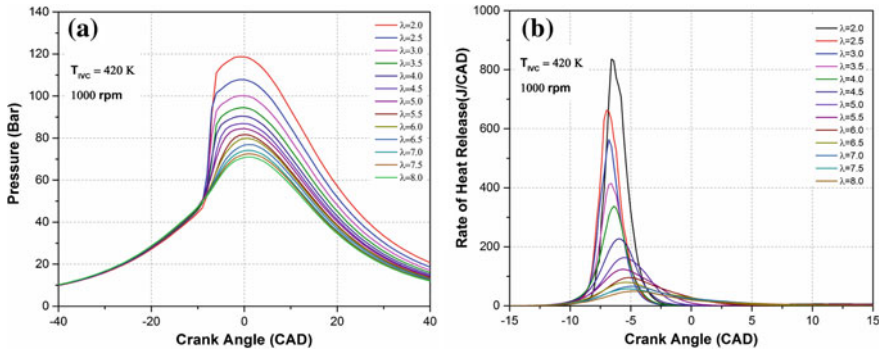 (a)
T_IVC = 420 K
1000 rpm
λ=2.0
λ=2.5
λ=3.0
λ=3.5
λ=4.0
λ=4.5
λ=5.0
λ=5.5
λ=6.0
λ=6.5
λ=7.0
λ=7.5
λ=8.0
Pressure (Bar)
140
120
100
80
60
40
20
0
-40
-20
0
20
40
Crank Angle (CAD)
(b)
T_IVC = 420 K
1000 rpm
λ=2.0
λ=2.5
λ=3.0
λ=3.5
λ=4.0
λ=4.5
λ=5.0
λ=5.5
λ=6.0
λ=6.5
λ=7.0
λ=7.5
λ=8.0
Rate of Heat Release(J/CAD)
1000
800
600
400
200
0
-15
-10
-5
0
5
10
15
Crank Angle (CAD)